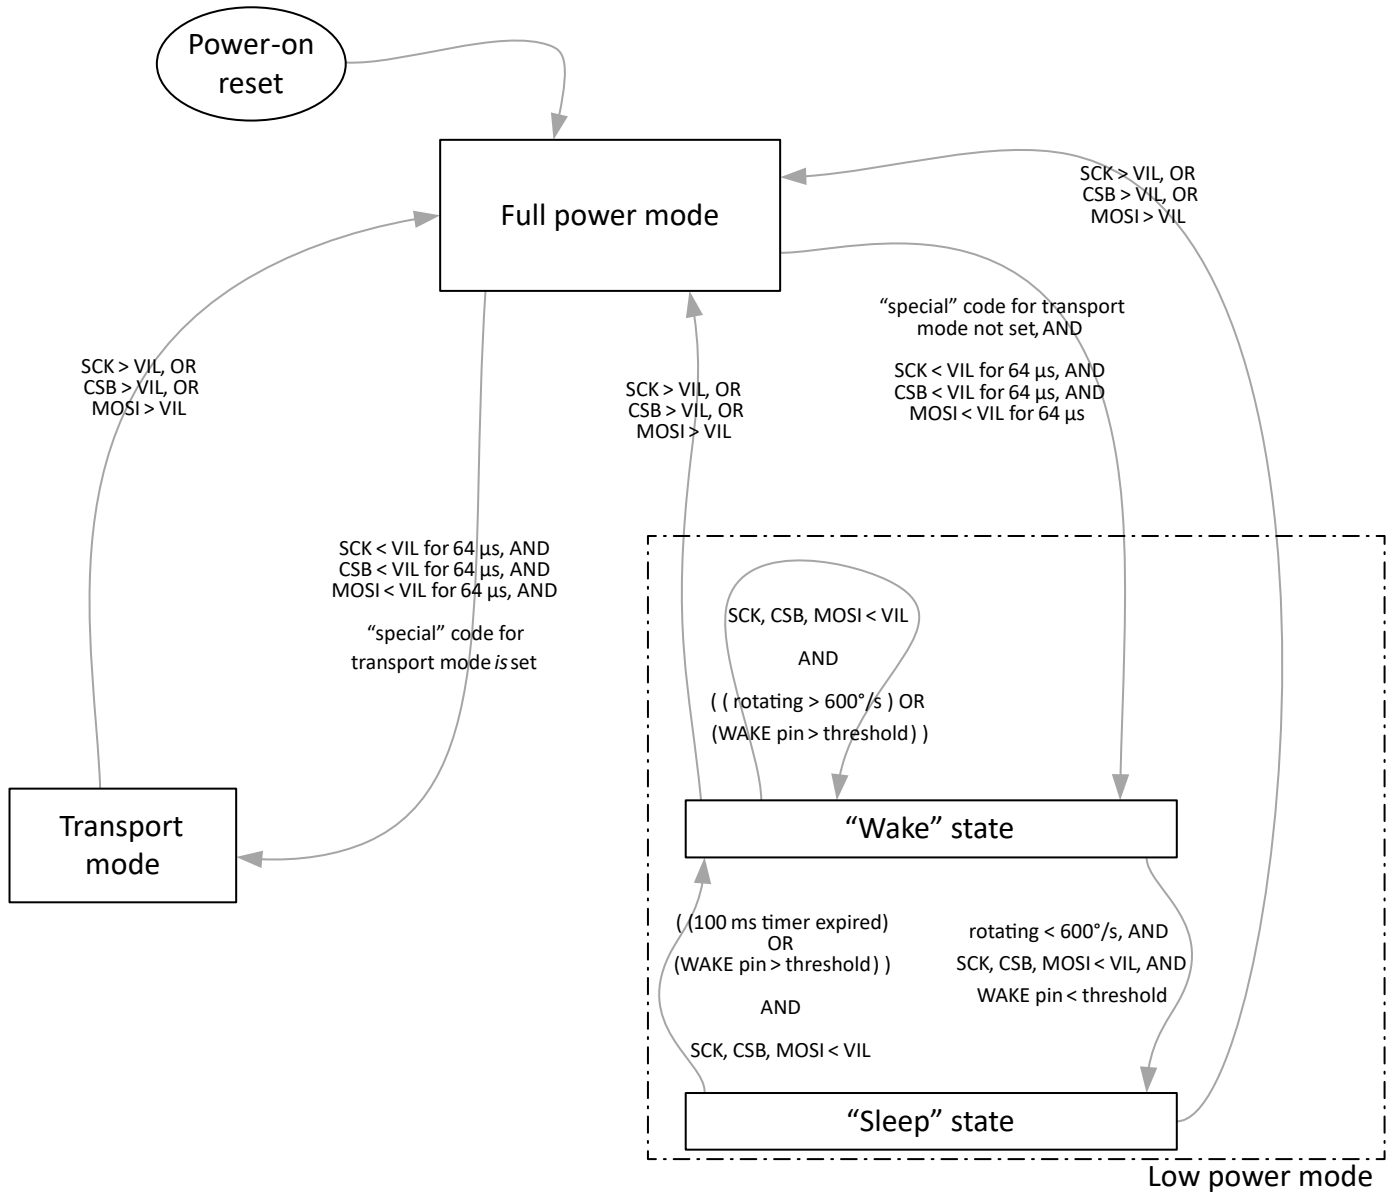 Power-on
reset
Full power mode
SCK > VIL, OR
CSB > VIL, OR
MOSI > VIL
“special” code for transport
mode not set, AND
SCK < VIL for 64 µs, AND
CSB < VIL for 64 µs, AND
MOSI < VIL for 64 µs
SCK > VIL, OR
CSB > VIL, OR
MOSI > VIL
SCK > VIL, OR
CSB > VIL, OR
MOSI > VIL
SCK < VIL for 64 µs, AND
CSB < VIL for 64 µs, AND
MOSI < VIL for 64 µs, AND
“special” code for
transport mode is set
SCK, CSB, MOSI < VIL
AND
( ( rotating > 600°/s ) OR
(WAKE pin > threshold) )
Transport
mode
“Wake” state
( (100 ms timer expired)
OR
(WAKE pin > threshold) )
AND
SCK, CSB, MOSI < VIL
rotating < 600°/s, AND
SCK, CSB, MOSI < VIL, AND
WAKE pin < threshold
“Sleep” state
Low power mode